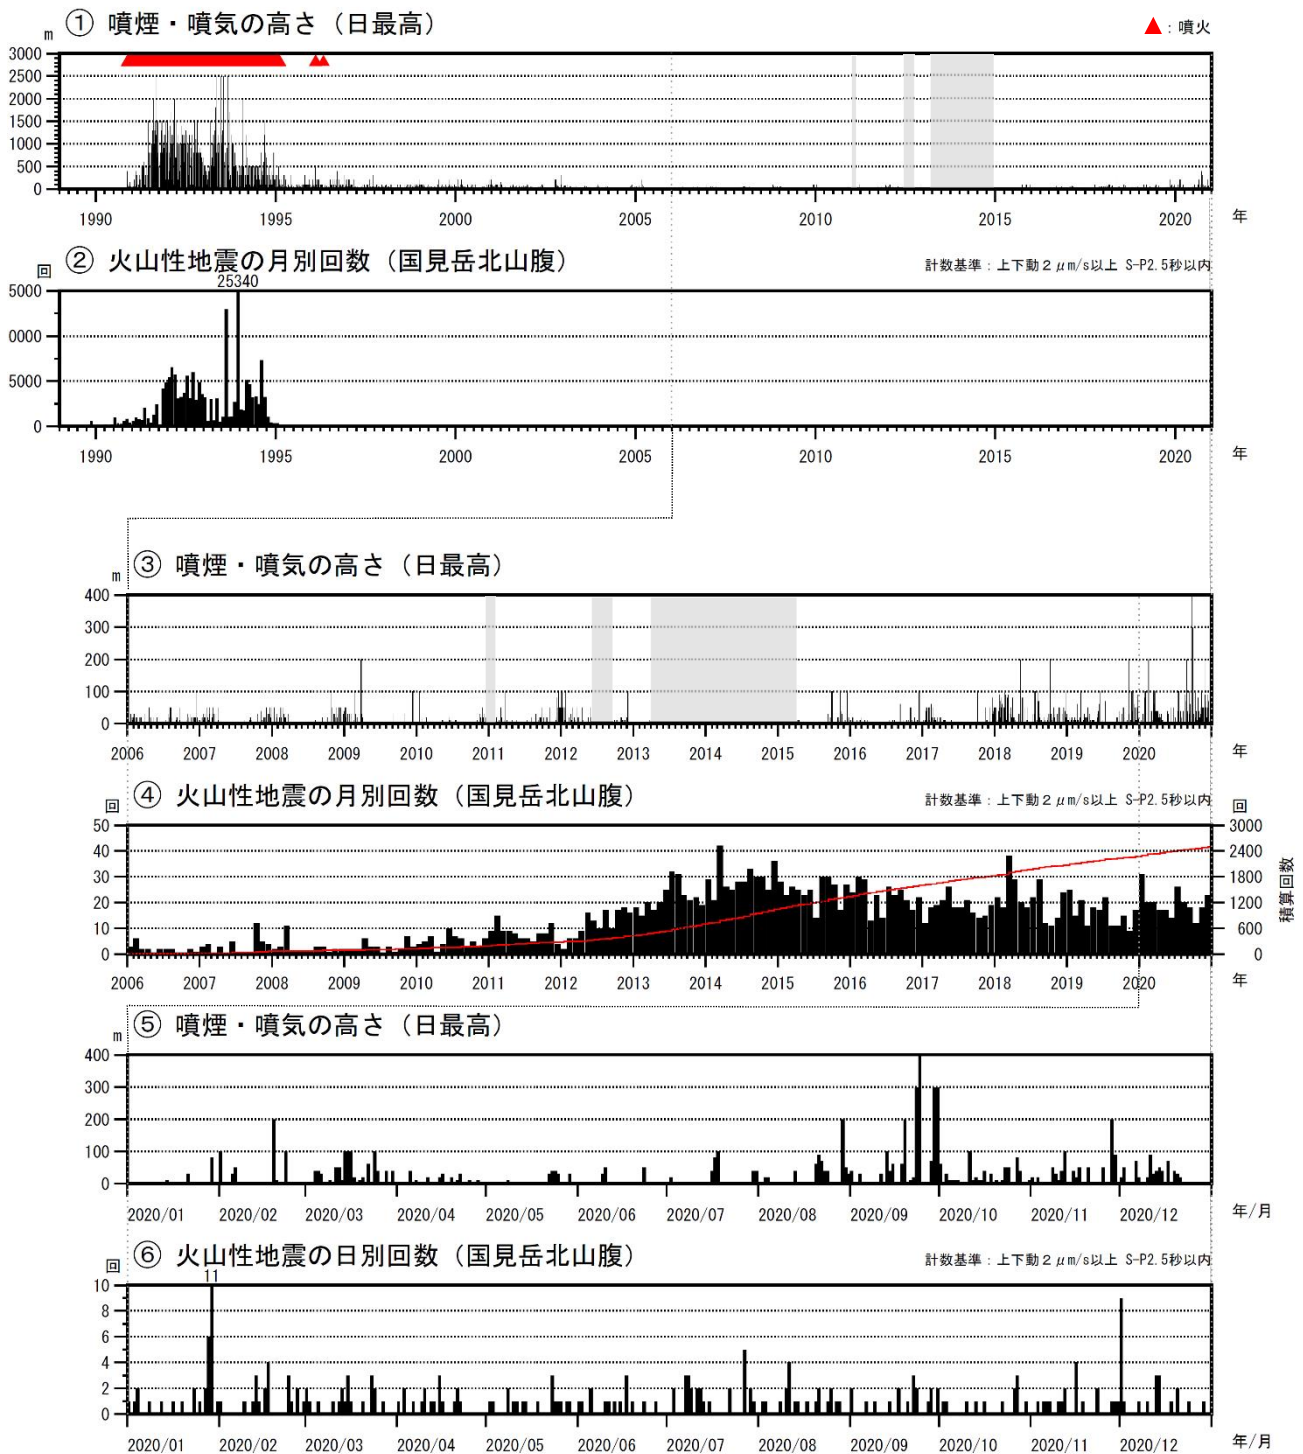 ① 噴煙・噴気の高さ（日最高）
▲：噴火
m
3000
2500
2000
1500
1000
500
0
1990 1995 2000 2005 2010 2015 2020 年
② 火山性地震の月別回数（国見岳北山腹）
回
計数基準：上下動２μm/s以上 S-P2.5秒以内
25340
5000
0000
5000
0
1990 1995 2000 2005 2010 2015 2020 年
③ 噴煙・噴気の高さ（日最高）
m
400
300
200
100
0
2006 2007 2008 2009 2010 2011 2012 2013 2014 2015 2016 2017 2018 2019 2020 年
④ 火山性地震の月別回数（国見岳北山腹）
回
計数基準：上下動２μm/s以上 S-P2.5秒以内
回
50 3000
40 2400
30 1800
20 1200
10 600
0 0
積算回数
2006 2007 2008 2009 2010 2011 2012 2013 2014 2015 2016 2017 2018 2019 2020 年
⑤ 噴煙・噴気の高さ（日最高）
m
400
300
200
100
0
2020/01 2020/02 2020/03 2020/04 2020/05 2020/06 2020/07 2020/08 2020/09 2020/10 2020/11 2020/12 年/月
⑥ 火山性地震の日別回数（国見岳北山腹）
回
計数基準：上下動２μm/s以上 S-P2.5秒以内
11
10
8
6
4
2
0
2020/01 2020/02 2020/03 2020/04 2020/05 2020/06 2020/07 2020/08 2020/09 2020/10 2020/11 2020/12 年/月